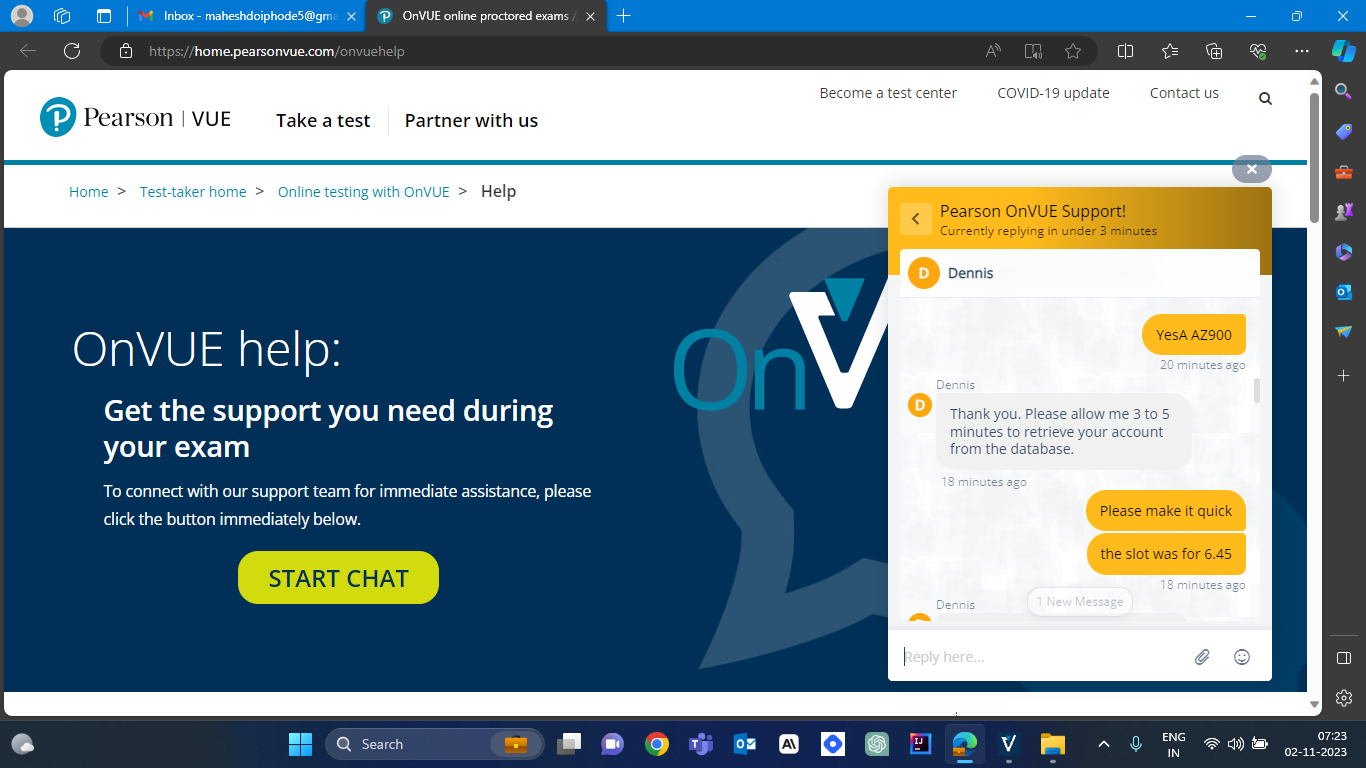 Inbox - maheshdoiphode5@gma
OnVUE online proctored exams /
https://home.pearsonvue.com/onvuehelp
Become a test center
COVID-19 update
Contact us
Pearson | VUE
Take a test
Partner with us
Home > Test-taker home > Online testing with OnVUE > Help
OnVUE help:
Get the support you need during
your exam
To connect with our support team for immediate assistance, please
click the button immediately below.
START CHAT
OnV
Pearson OnVUE Support!
Currently replying in under 3 minutes
D
Dennis
YesA AZ900
20 minutes ago
Dennis
D
Thank you. Please allow me 3 to 5
minutes to retrieve your account
from the database.
18 minutes ago
Please make it quick
the slot was for 6.45
18 minutes ago
Dennis
1 New Message
Reply here...
Search
ENG
IN
07:23
02-11-2023